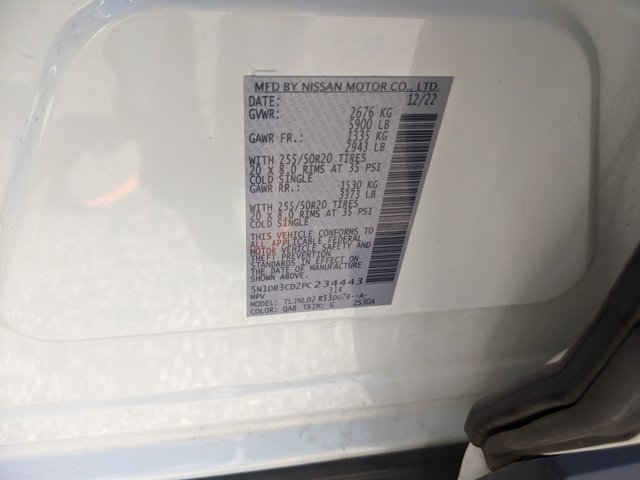 MFD BY NISSAN MOTOR CO., LTD.
DATE: 12/22
GVWR: 2676 KG
5900 LB
GAWR FR.: 1335 KG
2943 LB
WITH 255/50R20 TIRES
20 X 8.0 RIMS AT 35 PSI
COLD SINGLE
GAWR RR.: 1530 KG
3373 LB
WITH 255/50R20 TIRES
20 X 8.0 RIMS AT 35 PSI
COLD SINGLE
THIS VEHICLE CONFORMS TO
ALL APPLICABLE FEDERAL
MOTOR VEHICLE SAFETY AND
THEFT PREVENTION
STANDARDS IN EFFECT ON
THE DATE OF MANUFACTURE
SHOWN ABOVE.
5N1DR3CD2PC234443
MPV 314
MODEL: TLJNLD2 R53DU78--A-
COLOR: QAB TRIM: G ZS30A